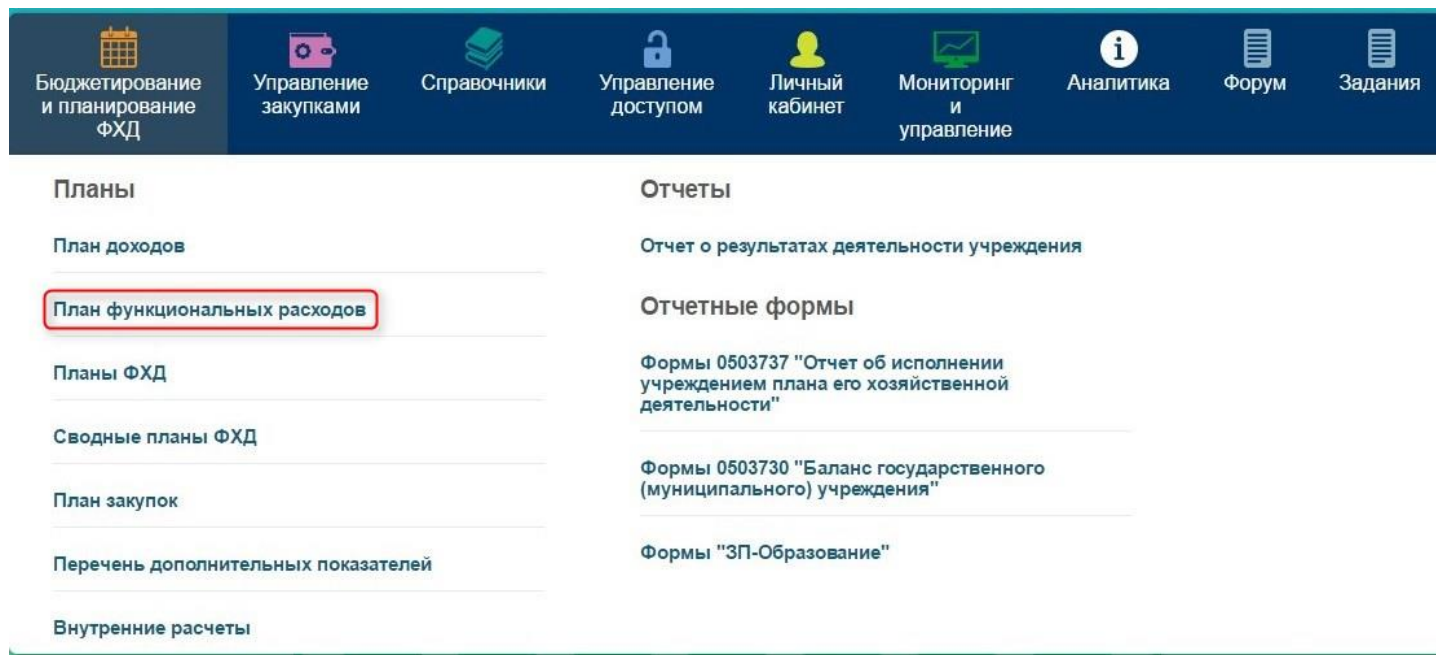 Бюджетирование
и планирование
ФХД
Управление
закупками
Справочники
Управление
доступом
Личный
кабинет
Мониторинг
и
управление
Аналитика
Форум
Задания
Планы
План доходов
План функциональных расходов
Планы ФХД
Сводные планы ФХД
План закупок
Перечень дополнительных показателей
Внутренние расчеты
Отчеты
Отчет о результатах деятельности учреждения
Отчетные формы
Формы 0503737 "Отчет об исполнении
учреждением плана его хозяйственной
деятельности"
Формы 0503730 "Баланс государственного
(муниципального) учреждения"
Формы "ЗП-Образование"